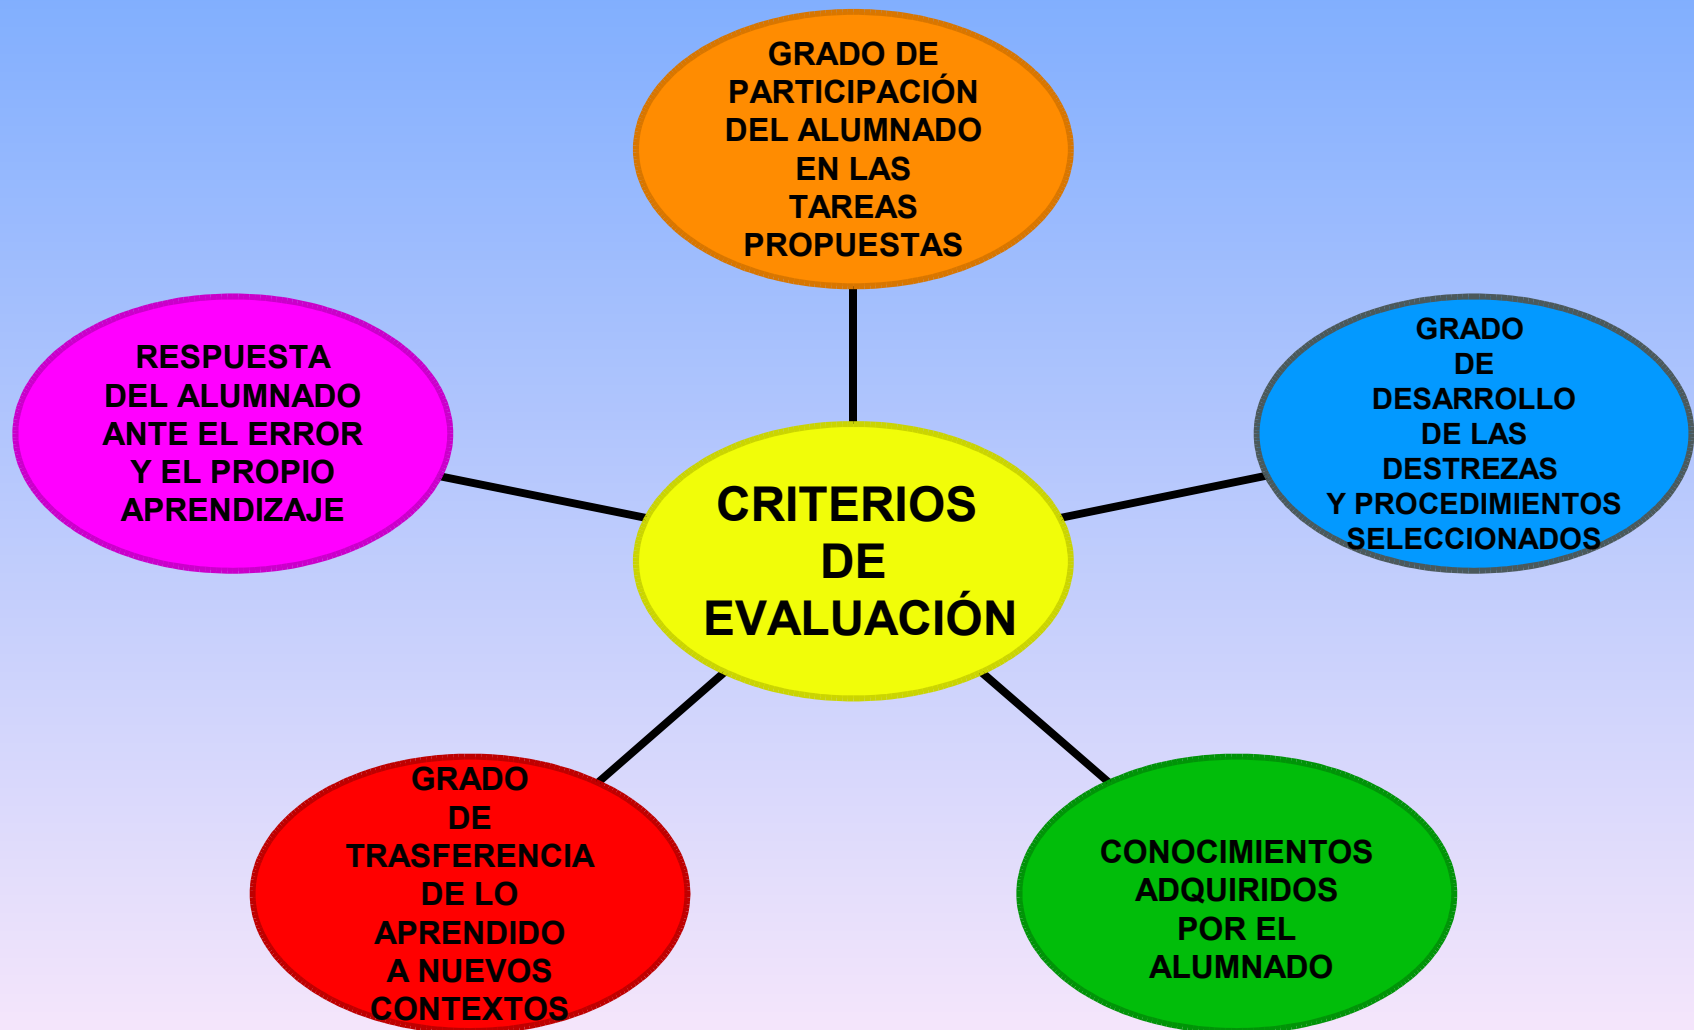 GRADO DE
PARTICIPACIÓN
DEL ALUMNADO
EN LAS
TAREAS
PROPUESTAS
RESPUESTA
DEL ALUMNADO
ANTE EL ERROR
Y EL PROPIO
APRENDIZAJE
GRADO
DE
DESARROLLO
DE LAS
DESTREZAS
Y PROCEDIMIENTOS
SELECCIONADOS
CRITERIOS
DE
EVALUACIÓN
GRADO
DE
TRASFERENCIA
DE LO
APRENDIDO
A NUEVOS
CONTEXTOS
CONOCIMIENTOS
ADQUIRIDOS
POR EL
ALUMNADO